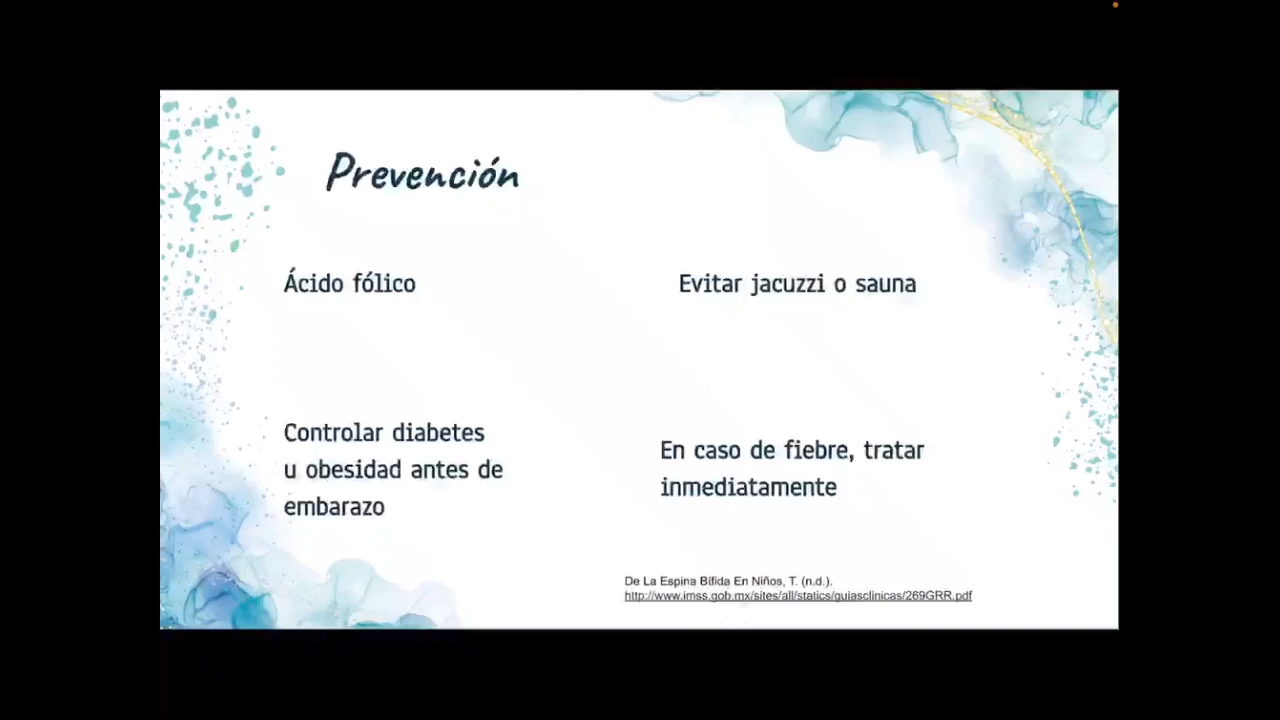 Prevención
Ácido fólico
Evitar jacuzzi o sauna
Controlar diabetes
u obesidad antes de
embarazo
En caso de fiebre, tratar
inmediatamente
De La Espina Bífida En Niños, T. (n.d.).
http://www.imss.gob.mx/sites/all/statics/guiasclinicas/269GRR.pdf